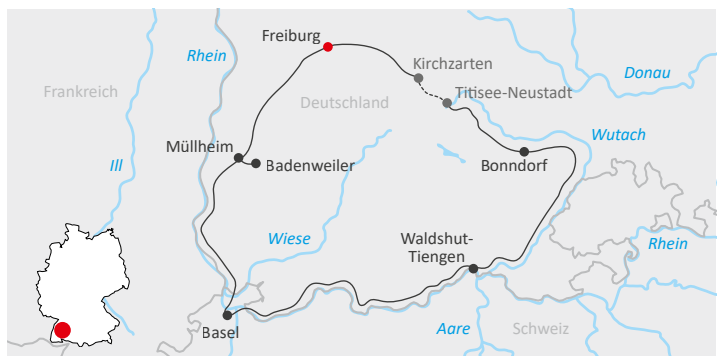 Freiburg
Rhein
Kirchzarten
Donau
Frankreich
Titisee-Neustadt
Deutschland
Wutach
Müllheim
Ill
Badenweiler
Bonndorf
Wiese
Waldshut-
Tiengen
Rhein
Basel
Aare
Schweiz